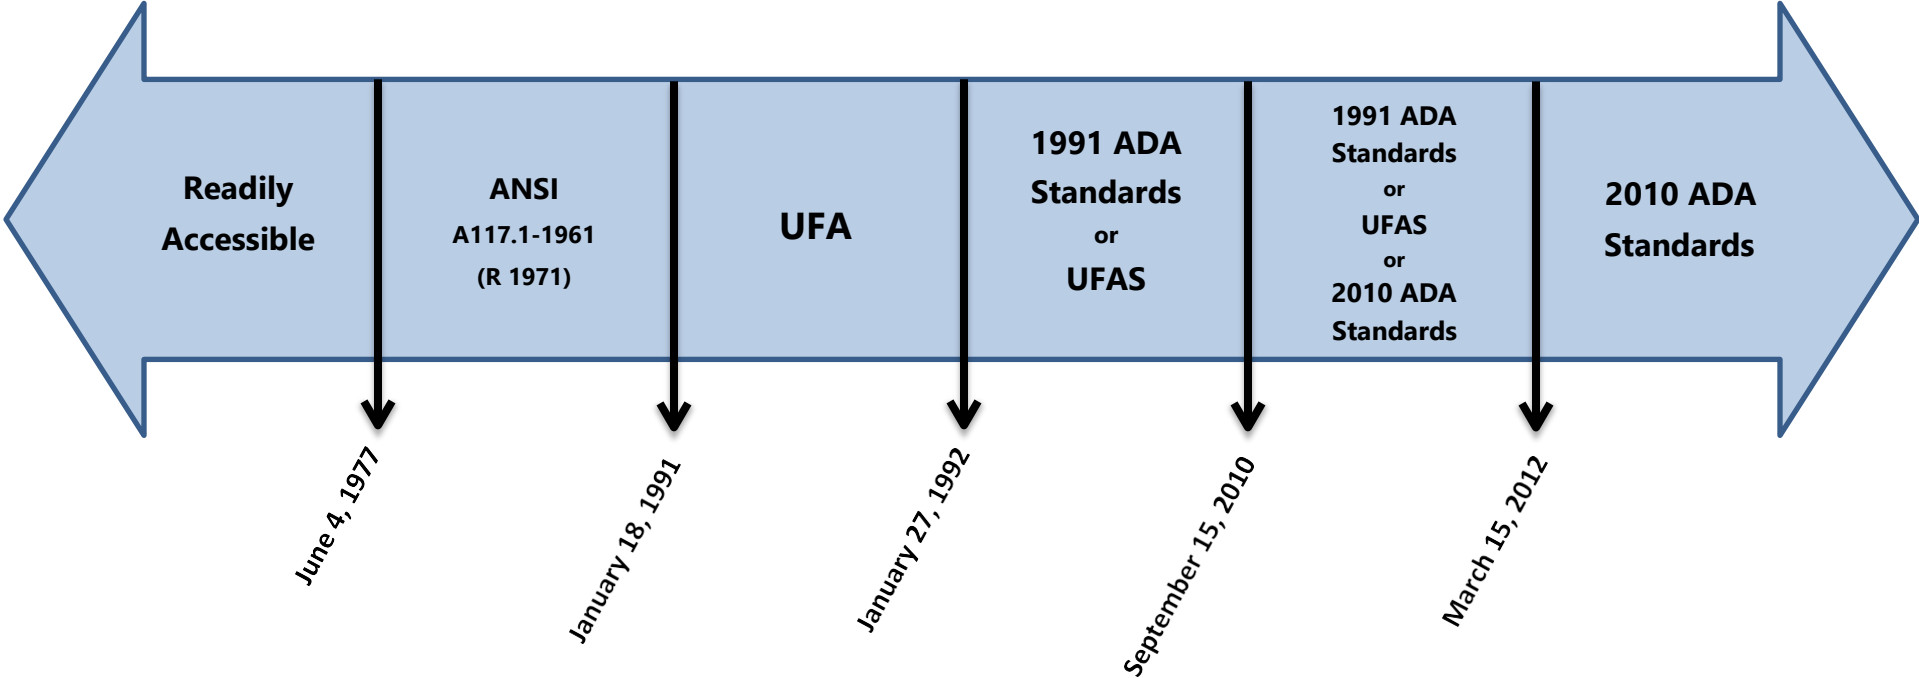 Readily
Accessible
ANSI
A117.1-1961
(R 1971)
UFA
1991 ADA
Standards
or
UFAS
1991 ADA
Standards
or
UFAS
or
2010 ADA
Standards
2010 ADA
Standards
June 4, 1977
January 18, 1991
January 27, 1992
September 15, 2010
March 15, 2012